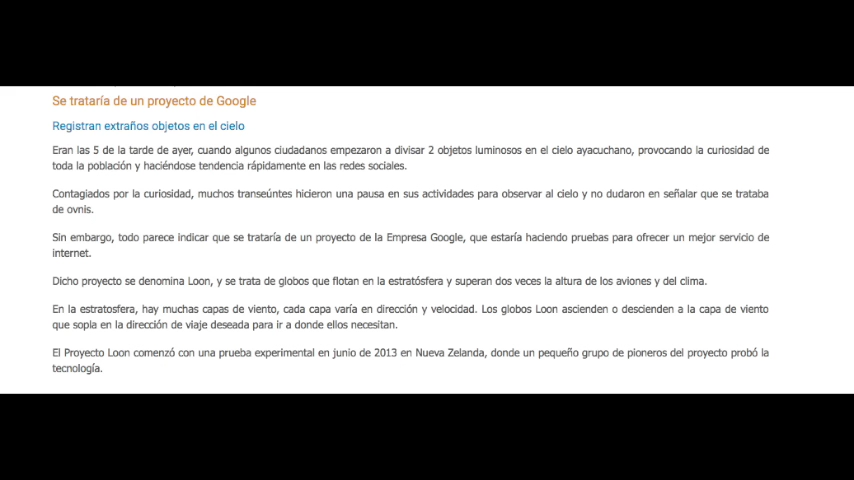 Se trataría de un proyecto de Google
Registran extraños objetos en el cielo
Eran las 5 de la tarde de ayer, cuando algunos ciudadanos empezaron a divisar 2 objetos luminosos en el cielo ayacuchano, provocando la curiosidad de
toda la población y haciéndose tendencia rápidamente en las redes sociales.
Contagiados por la curiosidad, muchos transeúntes hicieron una pausa en sus actividades para observar al cielo y no dudaron en señalar que se trataba
de ovnis.
Sin embargo, todo parece indicar que se trataría de un proyecto de la Empresa Google, que estaría haciendo pruebas para ofrecer un mejor servicio de
internet.
Dicho proyecto se denomina Loon, y se trata de globos que flotan en la estratósfera y superan dos veces la altura de los aviones y del clima.
En la estratosfera, hay muchas capas de viento, cada capa varía en dirección y velocidad. Los globos Loon ascienden o descienden a la capa de viento
que sopla en la dirección de viaje deseada para ir a donde ellos necesitan.
El Proyecto Loon comenzó con una prueba experimental en junio de 2013 en Nueva Zelanda, donde un pequeño grupo de pioneros del proyecto probó la
tecnología.